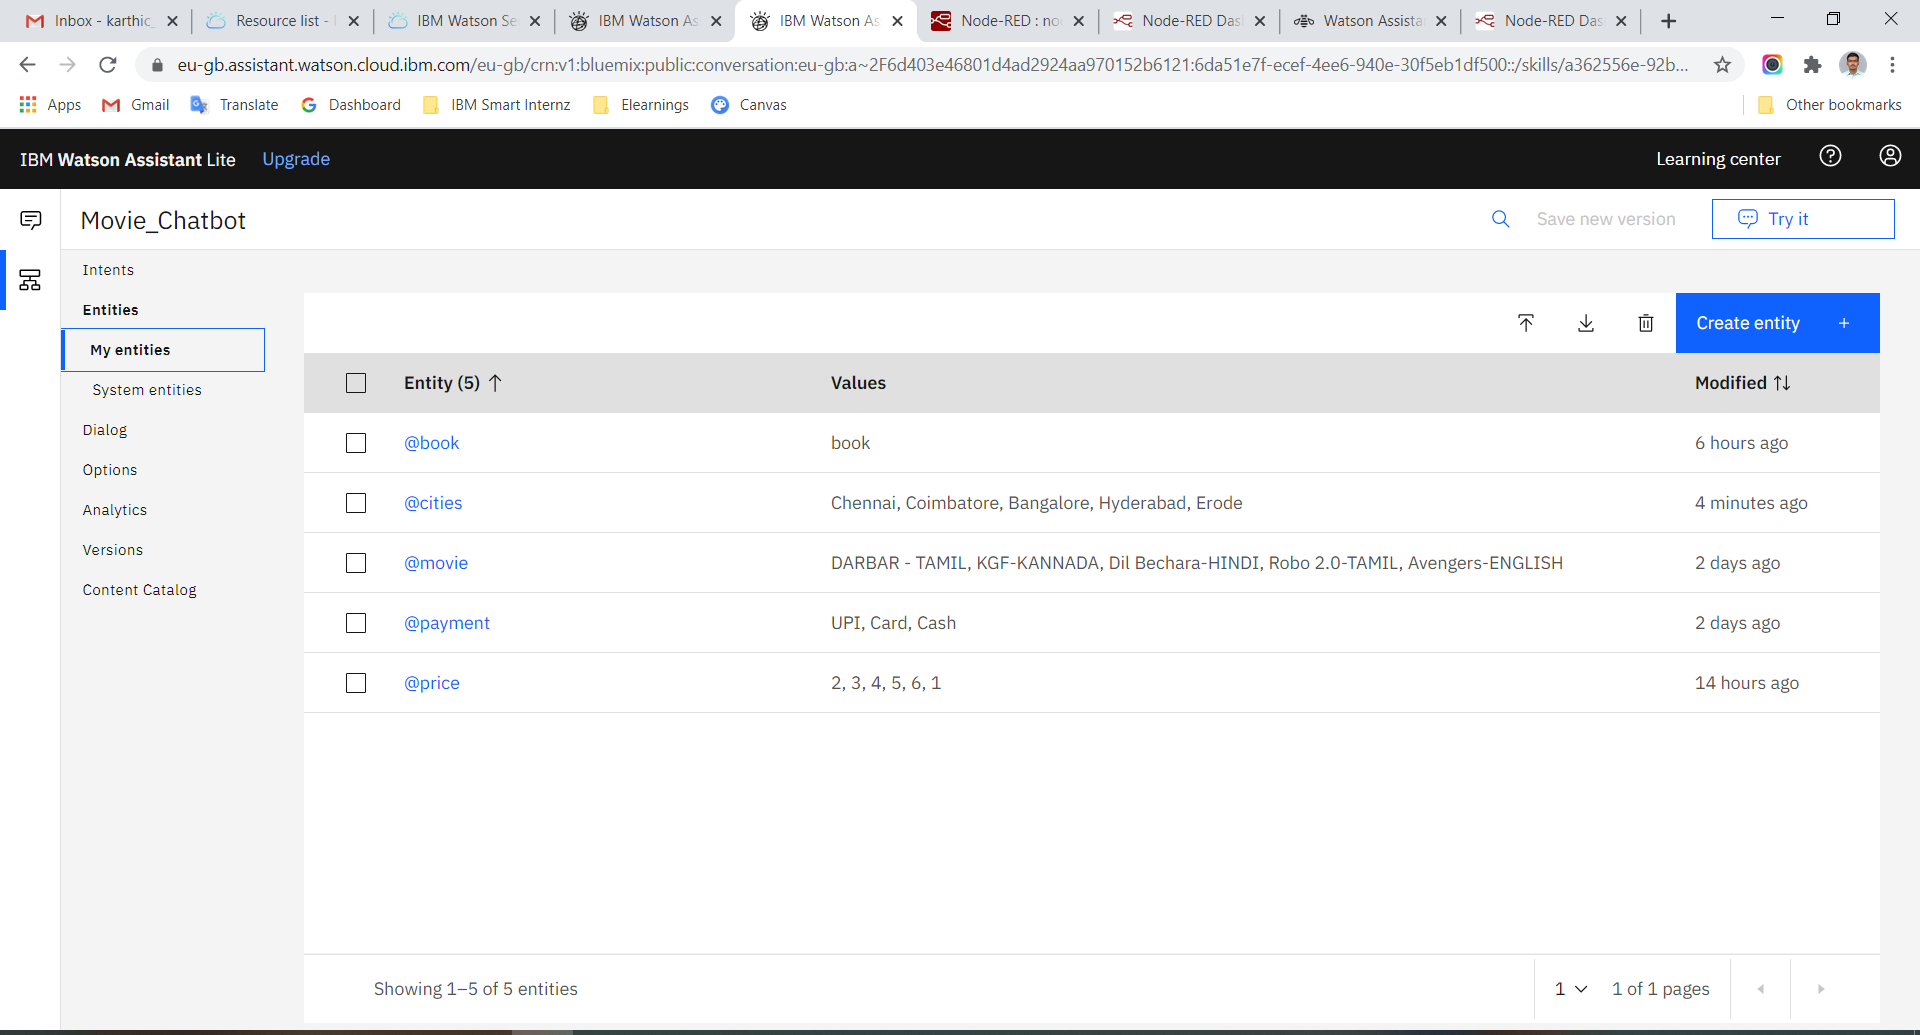 Inbox - karthic_
Resource list - I
IBM Watson Se
IBM Watson As
IBM Watson As
Node-RED : no
Node-RED Das
Watson Assista
Node-RED Das
eu-gb.assistant.watson.cloud.ibm.com/eu-gb/crn:v1:bluemix:public:conversation:eu-gb:a~2F6d403e46801d4ad2924aa970152b6121:6da51e7f-ecef-4ee6-940e-30f5eb1df500::/skills/a362556e-92b...
Apps Gmail Translate Dashboard IBM Smart Internz Elearnings Canvas Other bookmarks
IBM Watson Assistant Lite Upgrade Learning center
Movie_Chatbot Save new version Try it
Intents
Entities
My entities
System entities
Dialog
Options
Analytics
Versions
Content Catalog
Create entity +
Entity (5) Values Modified
@book book 6 hours ago
@cities Chennai, Coimbatore, Bangalore, Hyderabad, Erode 4 minutes ago
@movie DARBAR - TAMIL, KGF-KANNADA, Dil Bechara-HINDI, Robo 2.0-TAMIL, Avengers-ENGLISH 2 days ago
@payment UPI, Card, Cash 2 days ago
@price 2, 3, 4, 5, 6, 1 14 hours ago
Showing 1–5 of 5 entities 1 1 of 1 pages